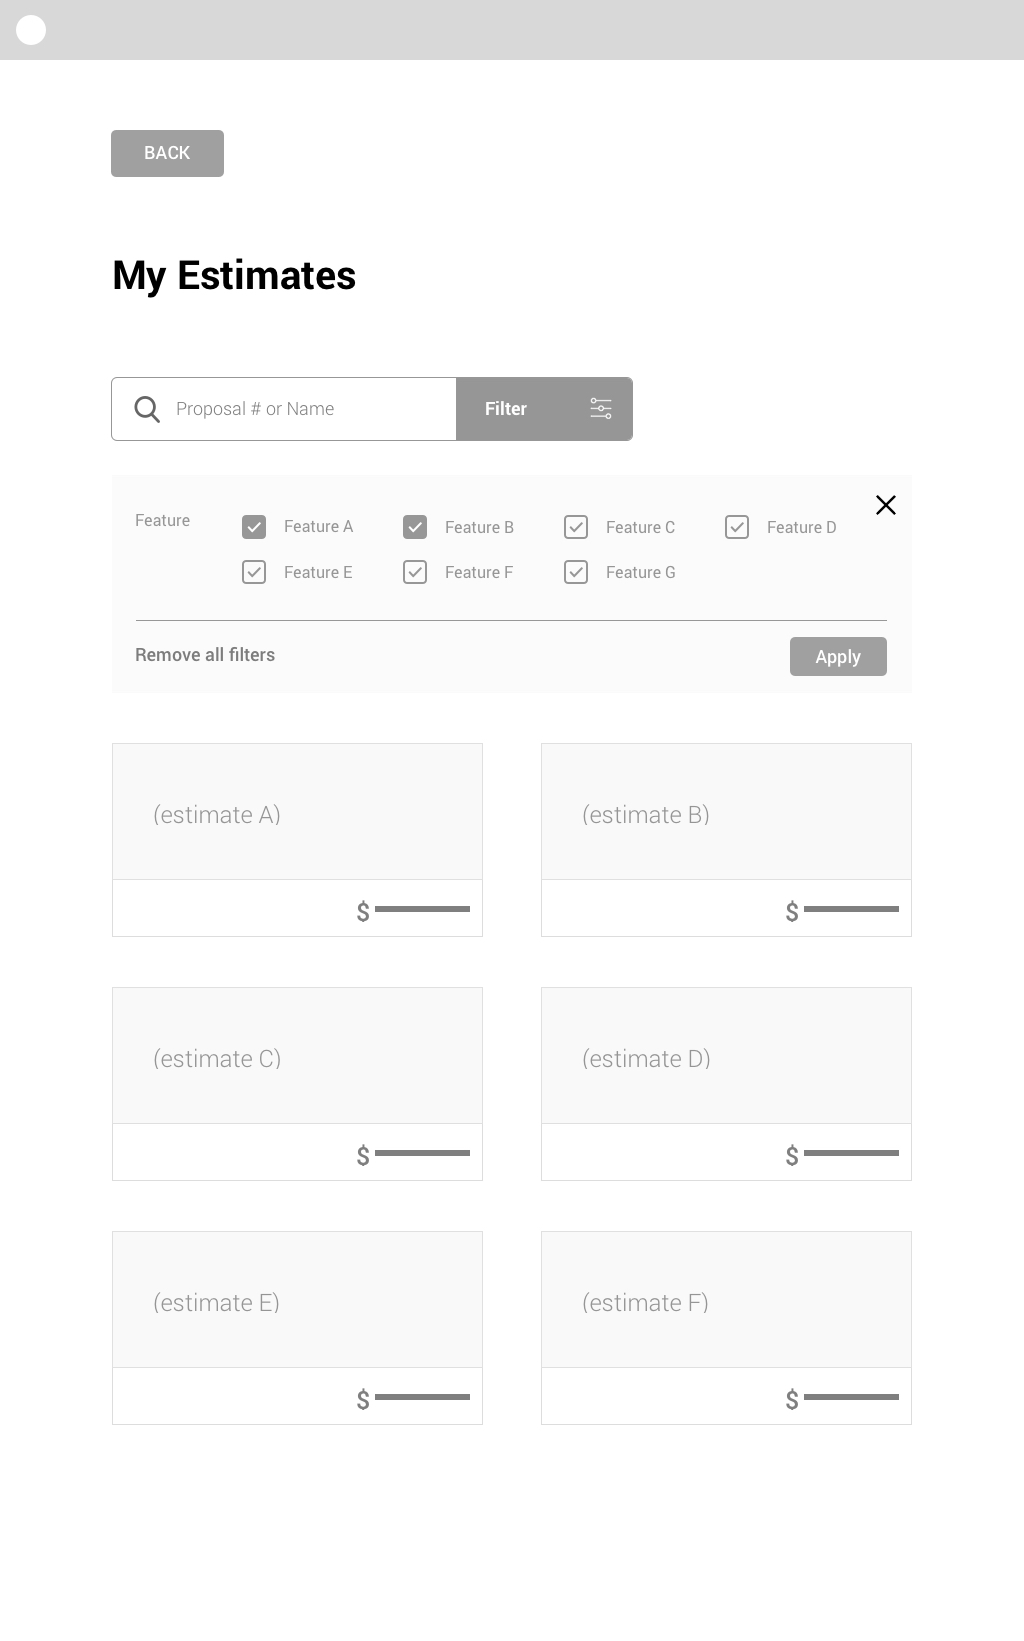 BACK
My Estimates
Proposal # or Name
Filter
Feature
Feature A
Feature B
Feature C
Feature D
Feature E
Feature F
Feature G
Remove all filters
Apply
(estimate A)
(estimate B)
$
$
(estimate C)
(estimate D)
$
$
(estimate E)
(estimate F)
$
$